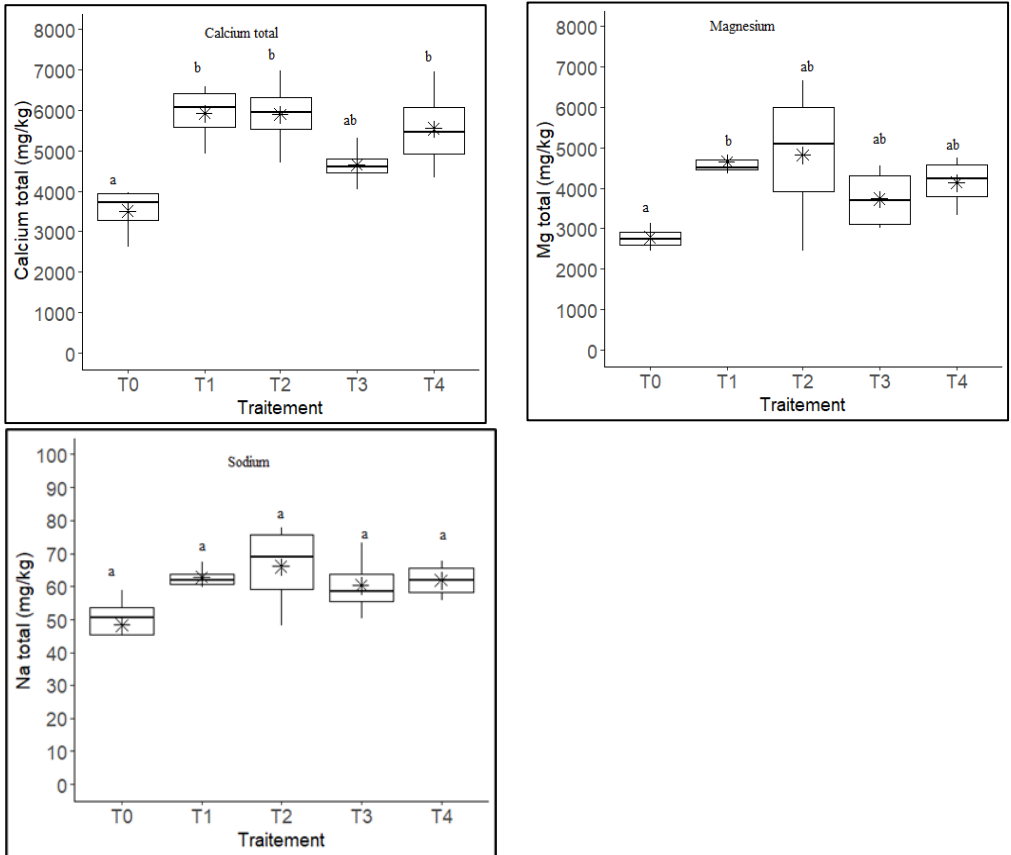 Calcium total
8000
7000
6000
5000
4000
3000
2000
1000
0
Calcium total (mg/kg)
a
b
b
ab
b
T0 T1 T2 T3 T4
Traitement
Magnesium
8000
7000
6000
5000
4000
3000
2000
1000
0
Mg total (mg/kg)
a
b
ab
ab
ab
T0 T1 T2 T3 T4
Traitement
Sodium
100
90
80
70
60
50
40
30
20
10
0
Na total (mg/kg)
a
a
a
a
a
T0 T1 T2 T3 T4
Traitement